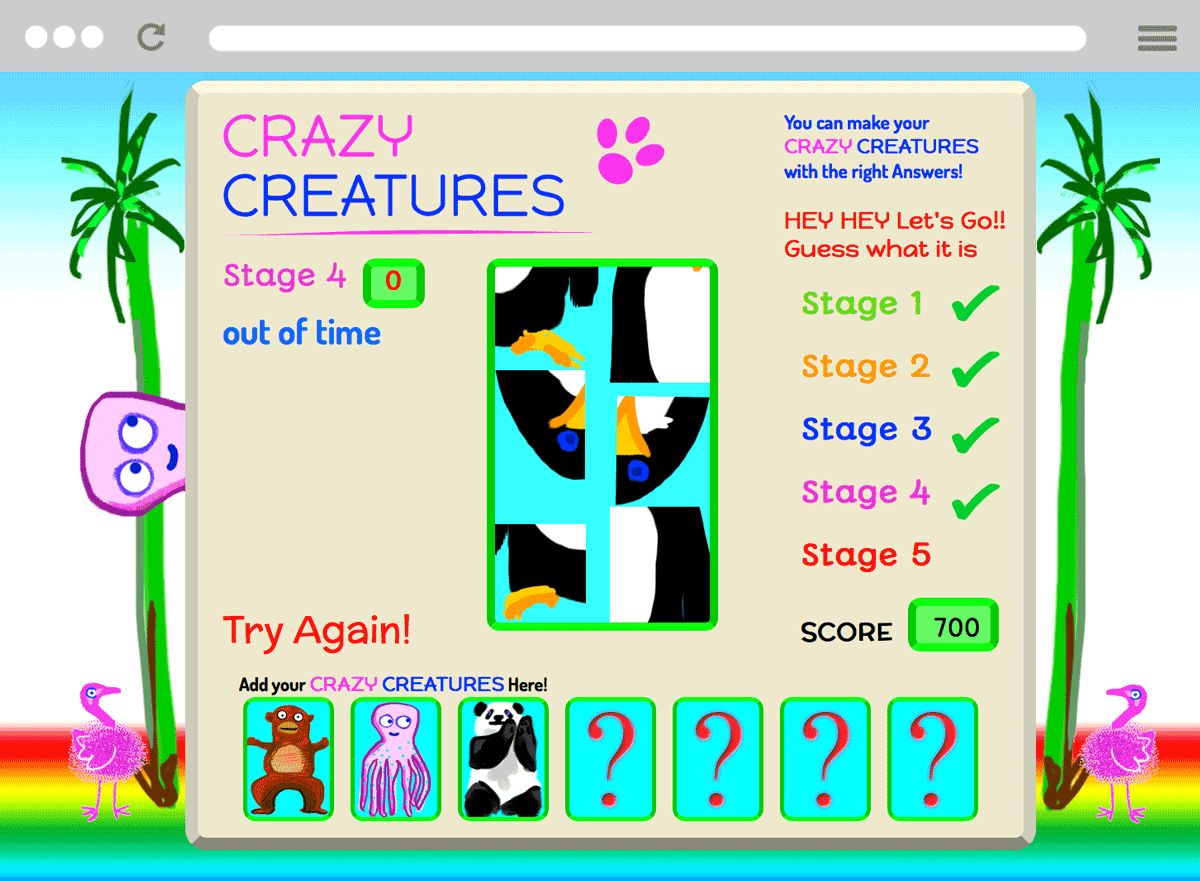 CRAZY
CREATURES
Stage 4 0
out of time
Try Again!
You can make your
CRAZY CREATURES
with the right Answers!
HEY HEY Let's Go!!
Guess what it is
Stage 1
Stage 2
Stage 3
Stage 4
Stage 5
SCORE 700
Add your CRAZY CREATURES Here!
? ? ? ?